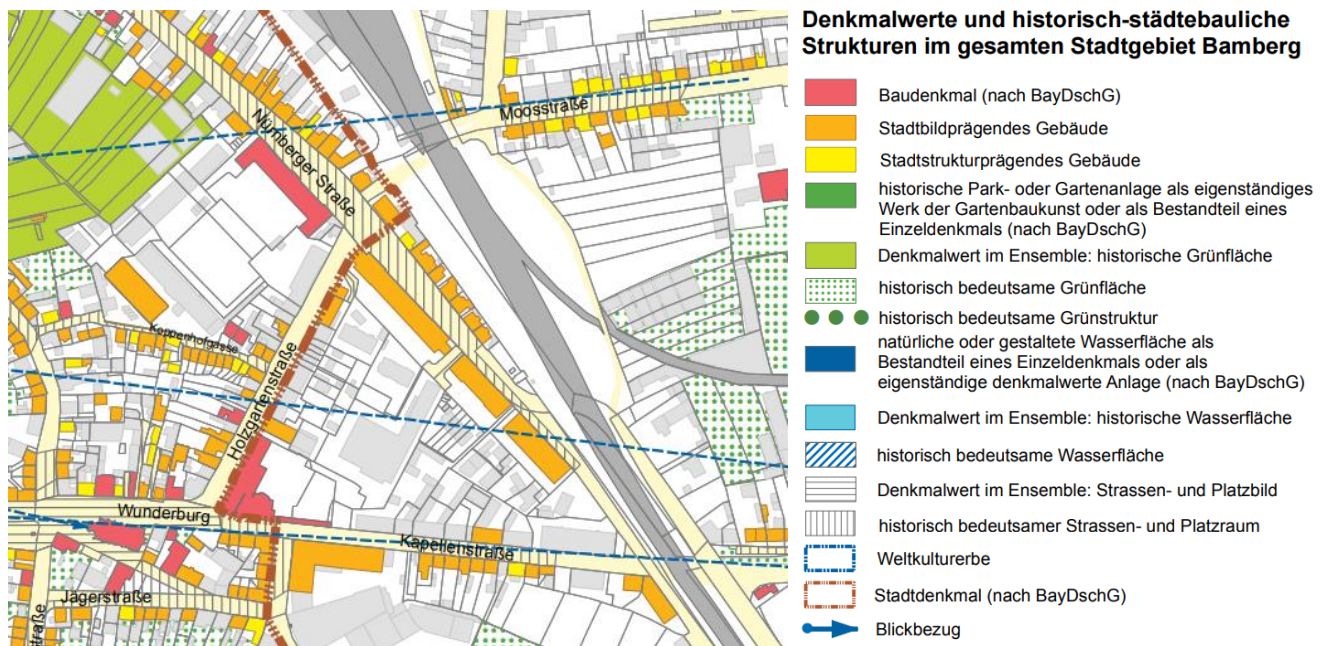 Nürnberger Straße
Moosstraße
Koppenhofgasse
Holzgartenstraße
Wunderburg
Kapellenstraße
Jägerstraße
straße
Denkmalwerte und historisch-städtebauliche
Strukturen im gesamten Stadtgebiet Bamberg
Baudenkmal (nach BayDschG)
Stadtbildprägendes Gebäude
Stadtstrukturprägendes Gebäude
historische Park- oder Gartenanlage als eigenständiges
Werk der Gartenbaukunst oder als Bestandteil eines
Einzeldenkmals (nach BayDschG)
Denkmalwert im Ensemble: historische Grünfläche
historisch bedeutsame Grünfläche
historisch bedeutsame Grünstruktur
natürliche oder gestaltete Wasserfläche als
Bestandteil eines Einzeldenkmals oder als
eigenständige denkmalwerte Anlage (nach BayDschG)
Denkmalwert im Ensemble: historische Wasserfläche
historisch bedeutsame Wasserfläche
Denkmalwert im Ensemble: Strassen- und Platzbild
historisch bedeutsamer Strassen- und Platzraum
Weltkulturerbe
Stadtdenkmal (nach BayDschG)
Blickbezug